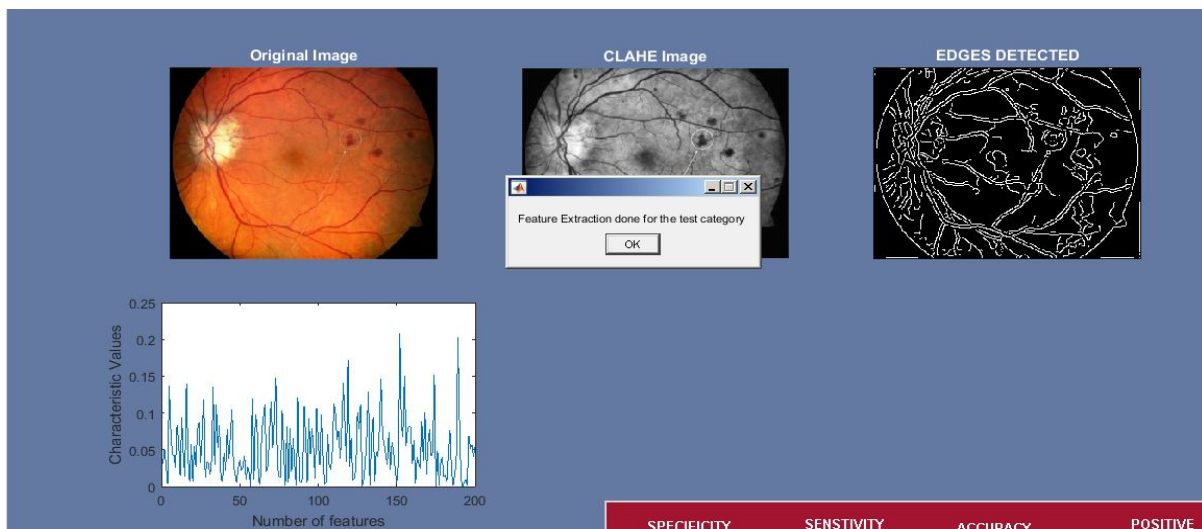 Original Image
CLAHE Image
EDGES DETECTED
Feature Extraction done for the test category
OK
Characteristic Values
0.25
0.2
0.15
0.1
0.05
0
0 50 100 150 200
Number of features
SPECIFICITY SENSTIVITY ACCURACY POSITIVE